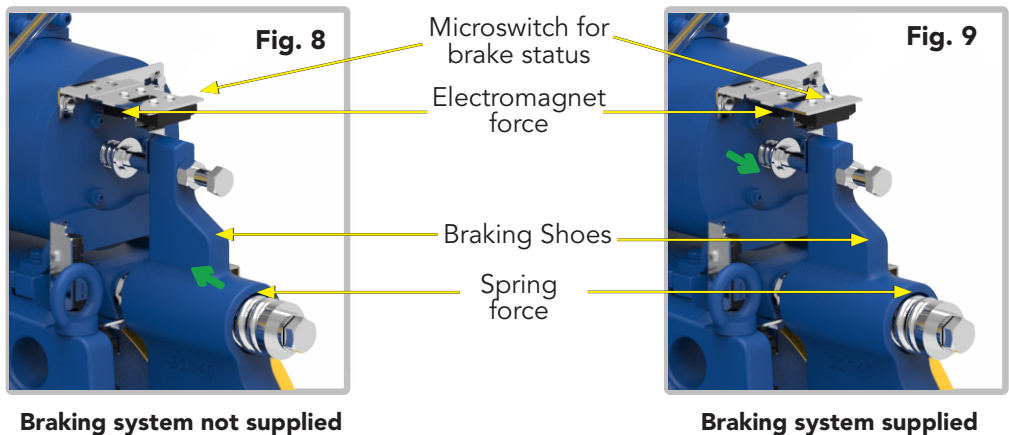 Fig. 8
Microswitch for
brake status
Fig. 9
Electromagnet
force
Braking Shoes
Spring
force
Braking system not supplied
Braking system supplied